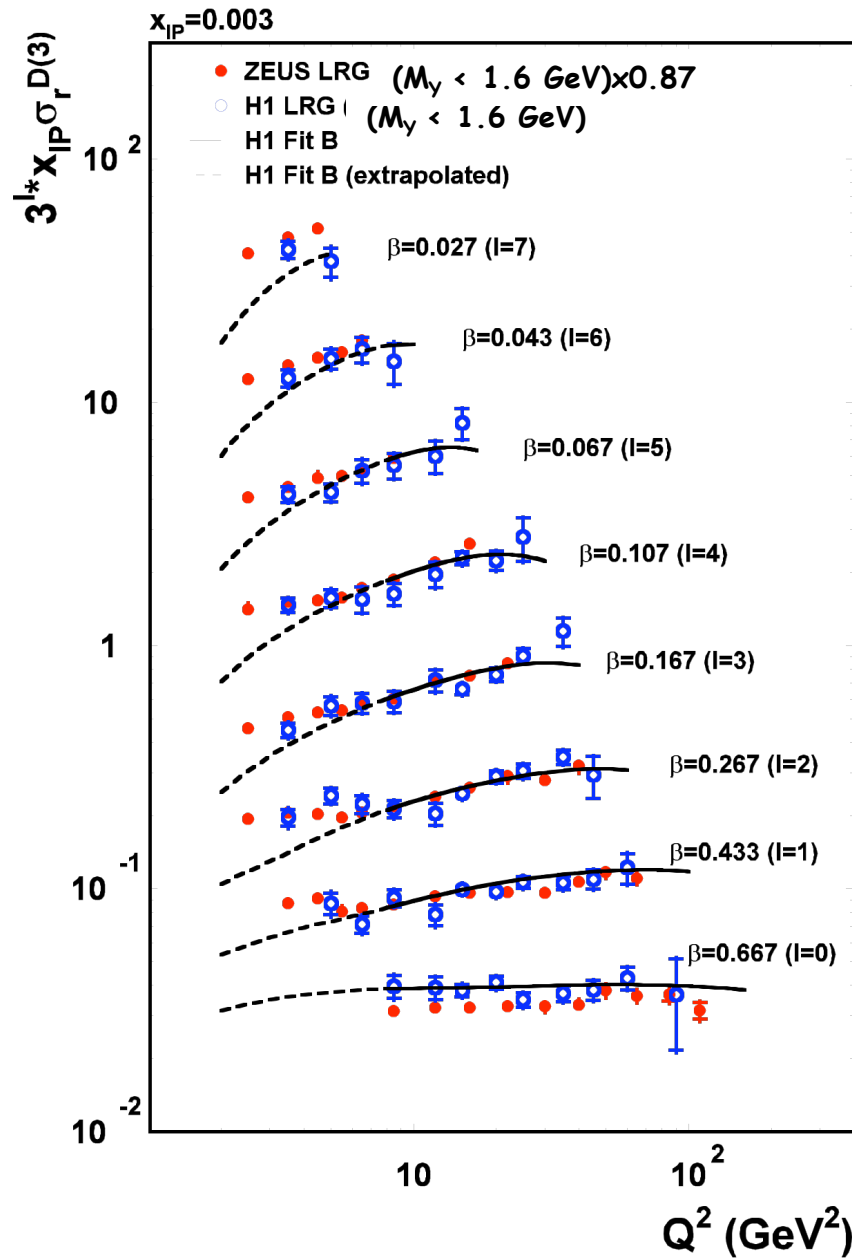 x_IP=0.003
3^l* x_IP σ_r^D(3)
ZEUS LRG (M_y < 1.6 GeV)x0.87
H1 LRG ( (M_y < 1.6 GeV)
H1 Fit B
H1 Fit B (extrapolated)
10^2
β=0.027 (l=7)
β=0.043 (l=6)
10
β=0.067 (l=5)
β=0.107 (l=4)
1
β=0.167 (l=3)
β=0.267 (l=2)
β=0.433 (l=1)
10^-1
β=0.667 (l=0)
10^-2
10
10^2
Q^2 (GeV^2)